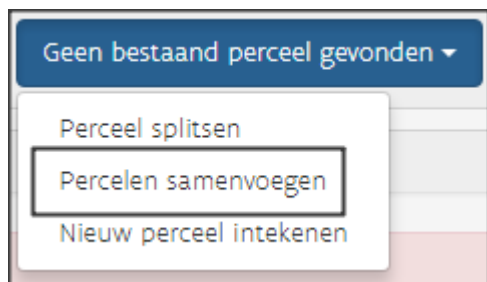 Geen bestaand perceel gevonden
Perceel splitsen
Percelen samenvoegen
Nieuw perceel intekenen